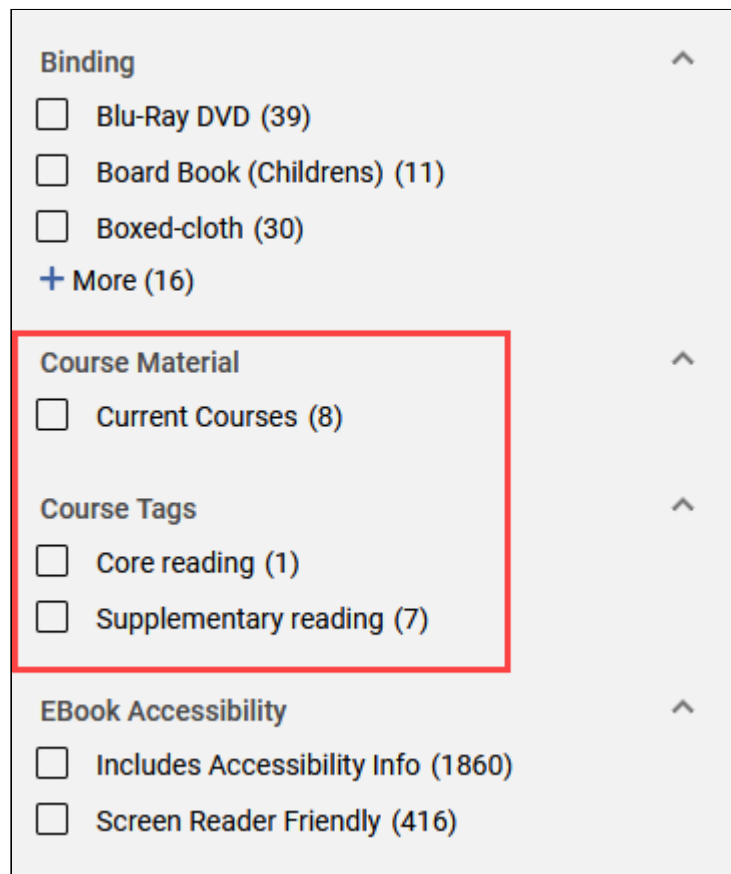 Binding
Blu-Ray DVD (39)
Board Book (Childrens) (11)
Boxed-cloth (30)
+ More (16)
Course Material
Current Courses (8)
Course Tags
Core reading (1)
Supplementary reading (7)
EBook Accessibility
Includes Accessibility Info (1860)
Screen Reader Friendly (416)